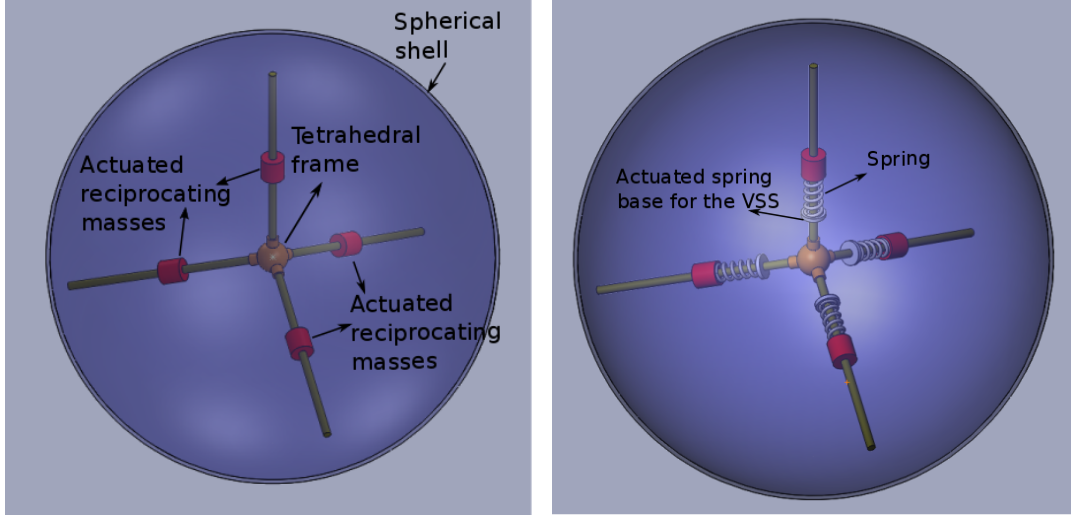 Spherical
shell
Tetrahedral
frame
Actuated
reciprocating
masses
Actuated
reciprocating
masses
Spring
Actuated spring
base for the VSS